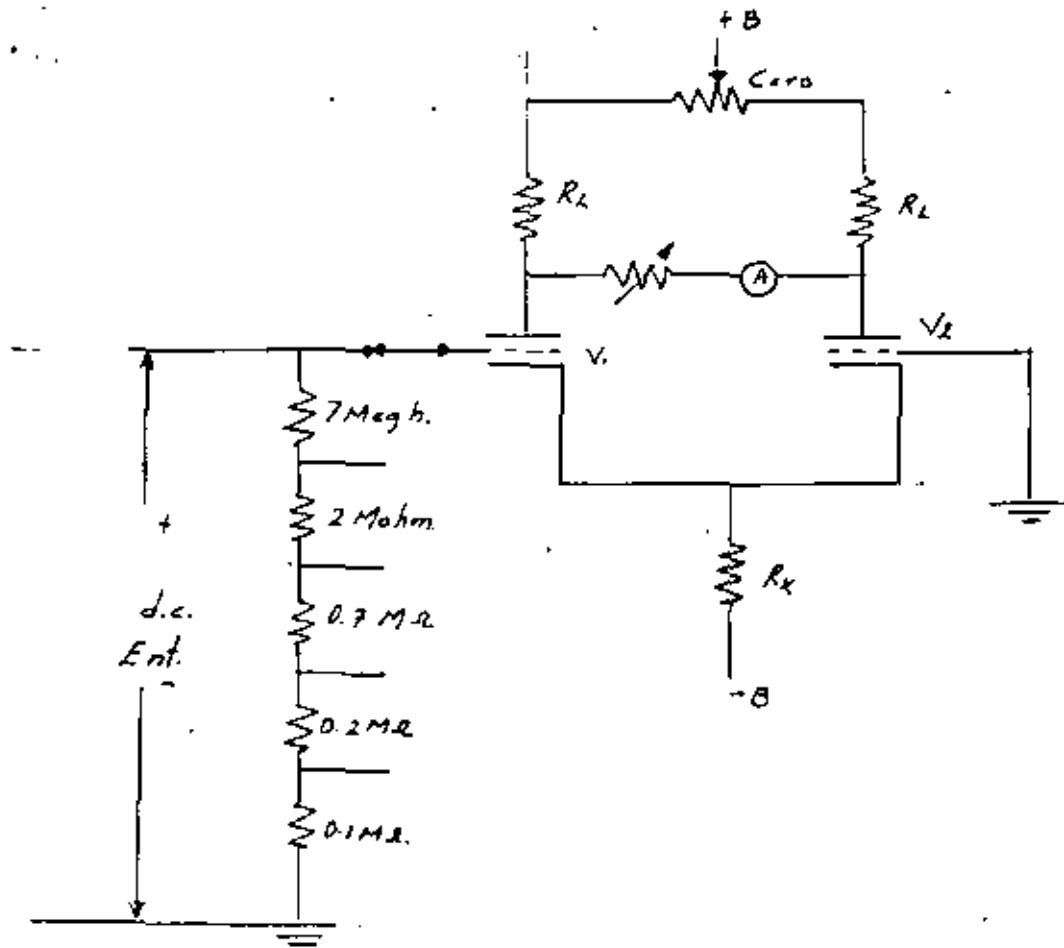 + B
Cero
RL
RL
A
V2
V1
7 Megh.
2 Mohm.
+
RK
0.7 MΩ
d.c.
Ent.
-
- B
0.2 MΩ
0.1 MΩ.